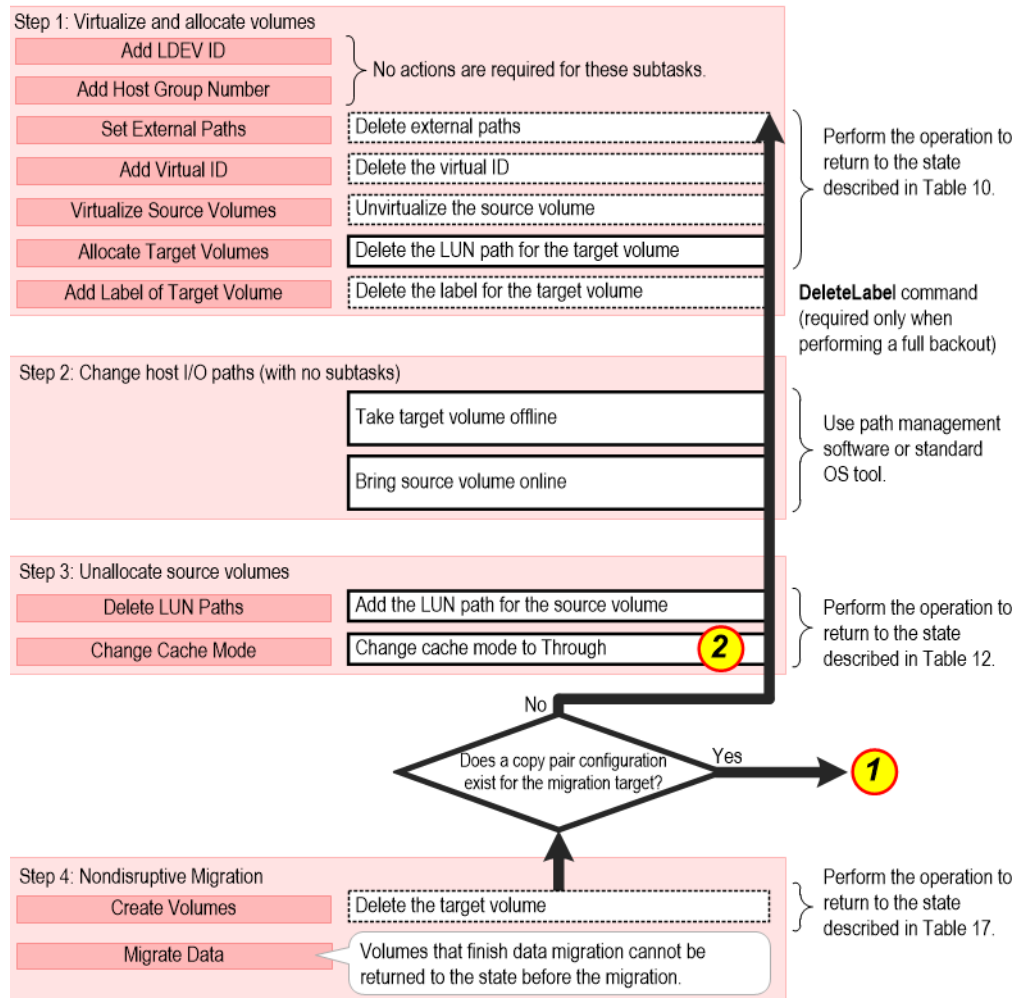 Step 1: Virtualize and allocate volumes
Add LDEV ID
Add Host Group Number
No actions are required for these subtasks.
Set External Paths
Delete external paths
Add Virtual ID
Delete the virtual ID
Virtualize Source Volumes
Unvirtualize the source volume
Allocate Target Volumes
Delete the LUN path for the target volume
Add Label of Target Volume
Delete the label for the target volume
Perform the operation to
return to the state
described in Table 10.
DeleteLabel command
(required only when
performing a full backout)
Step 2: Change host I/O paths (with no subtasks)
Take target volume offline
Bring source volume online
Use path management
software or standard
OS tool.
Step 3: Unallocate source volumes
Delete LUN Paths
Add the LUN path for the source volume
Change Cache Mode
Change cache mode to Through
2
Perform the operation to
return to the state
described in Table 12.
No
Does a copy pair configuration
exist for the migration target?
Yes
1
Step 4: Nondisruptive Migration
Create Volumes
Delete the target volume
Perform the operation to
return to the state
described in Table 17.
Migrate Data
Volumes that finish data migration cannot be
returned to the state before the migration.